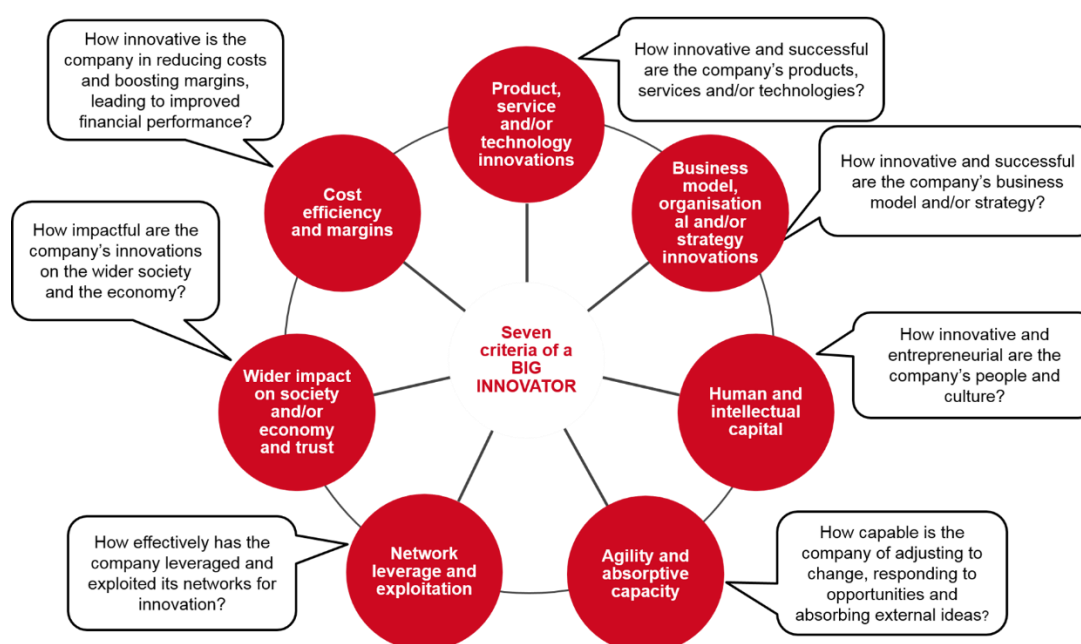 How innovative is the
company in reducing costs
and boosting margins,
leading to improved
financial performance?
Product,
service
and/or
technology
innovations
How innovative and successful
are the company's products,
services and/or technologies?
Cost
efficiency
and margins
Business
model,
organisation
al and/or
strategy
innovations
How innovative and successful
are the company's business
model and/or strategy?
How impactful are the
company's innovations
on the wider society
and the economy?
Seven
criteria of a
BIG
INNOVATOR
Wider impact
on society
and/or
economy
and trust
Human and
intellectual
capital
How innovative and
entrepreneurial are the
company's people and
culture?
How effectively has the
company leveraged and
exploited its networks for
innovation?
Network
leverage and
exploitation
Agility and
absorptive
capacity
How capable is the
company of adjusting to
change, responding to
opportunities and
absorbing external ideas?